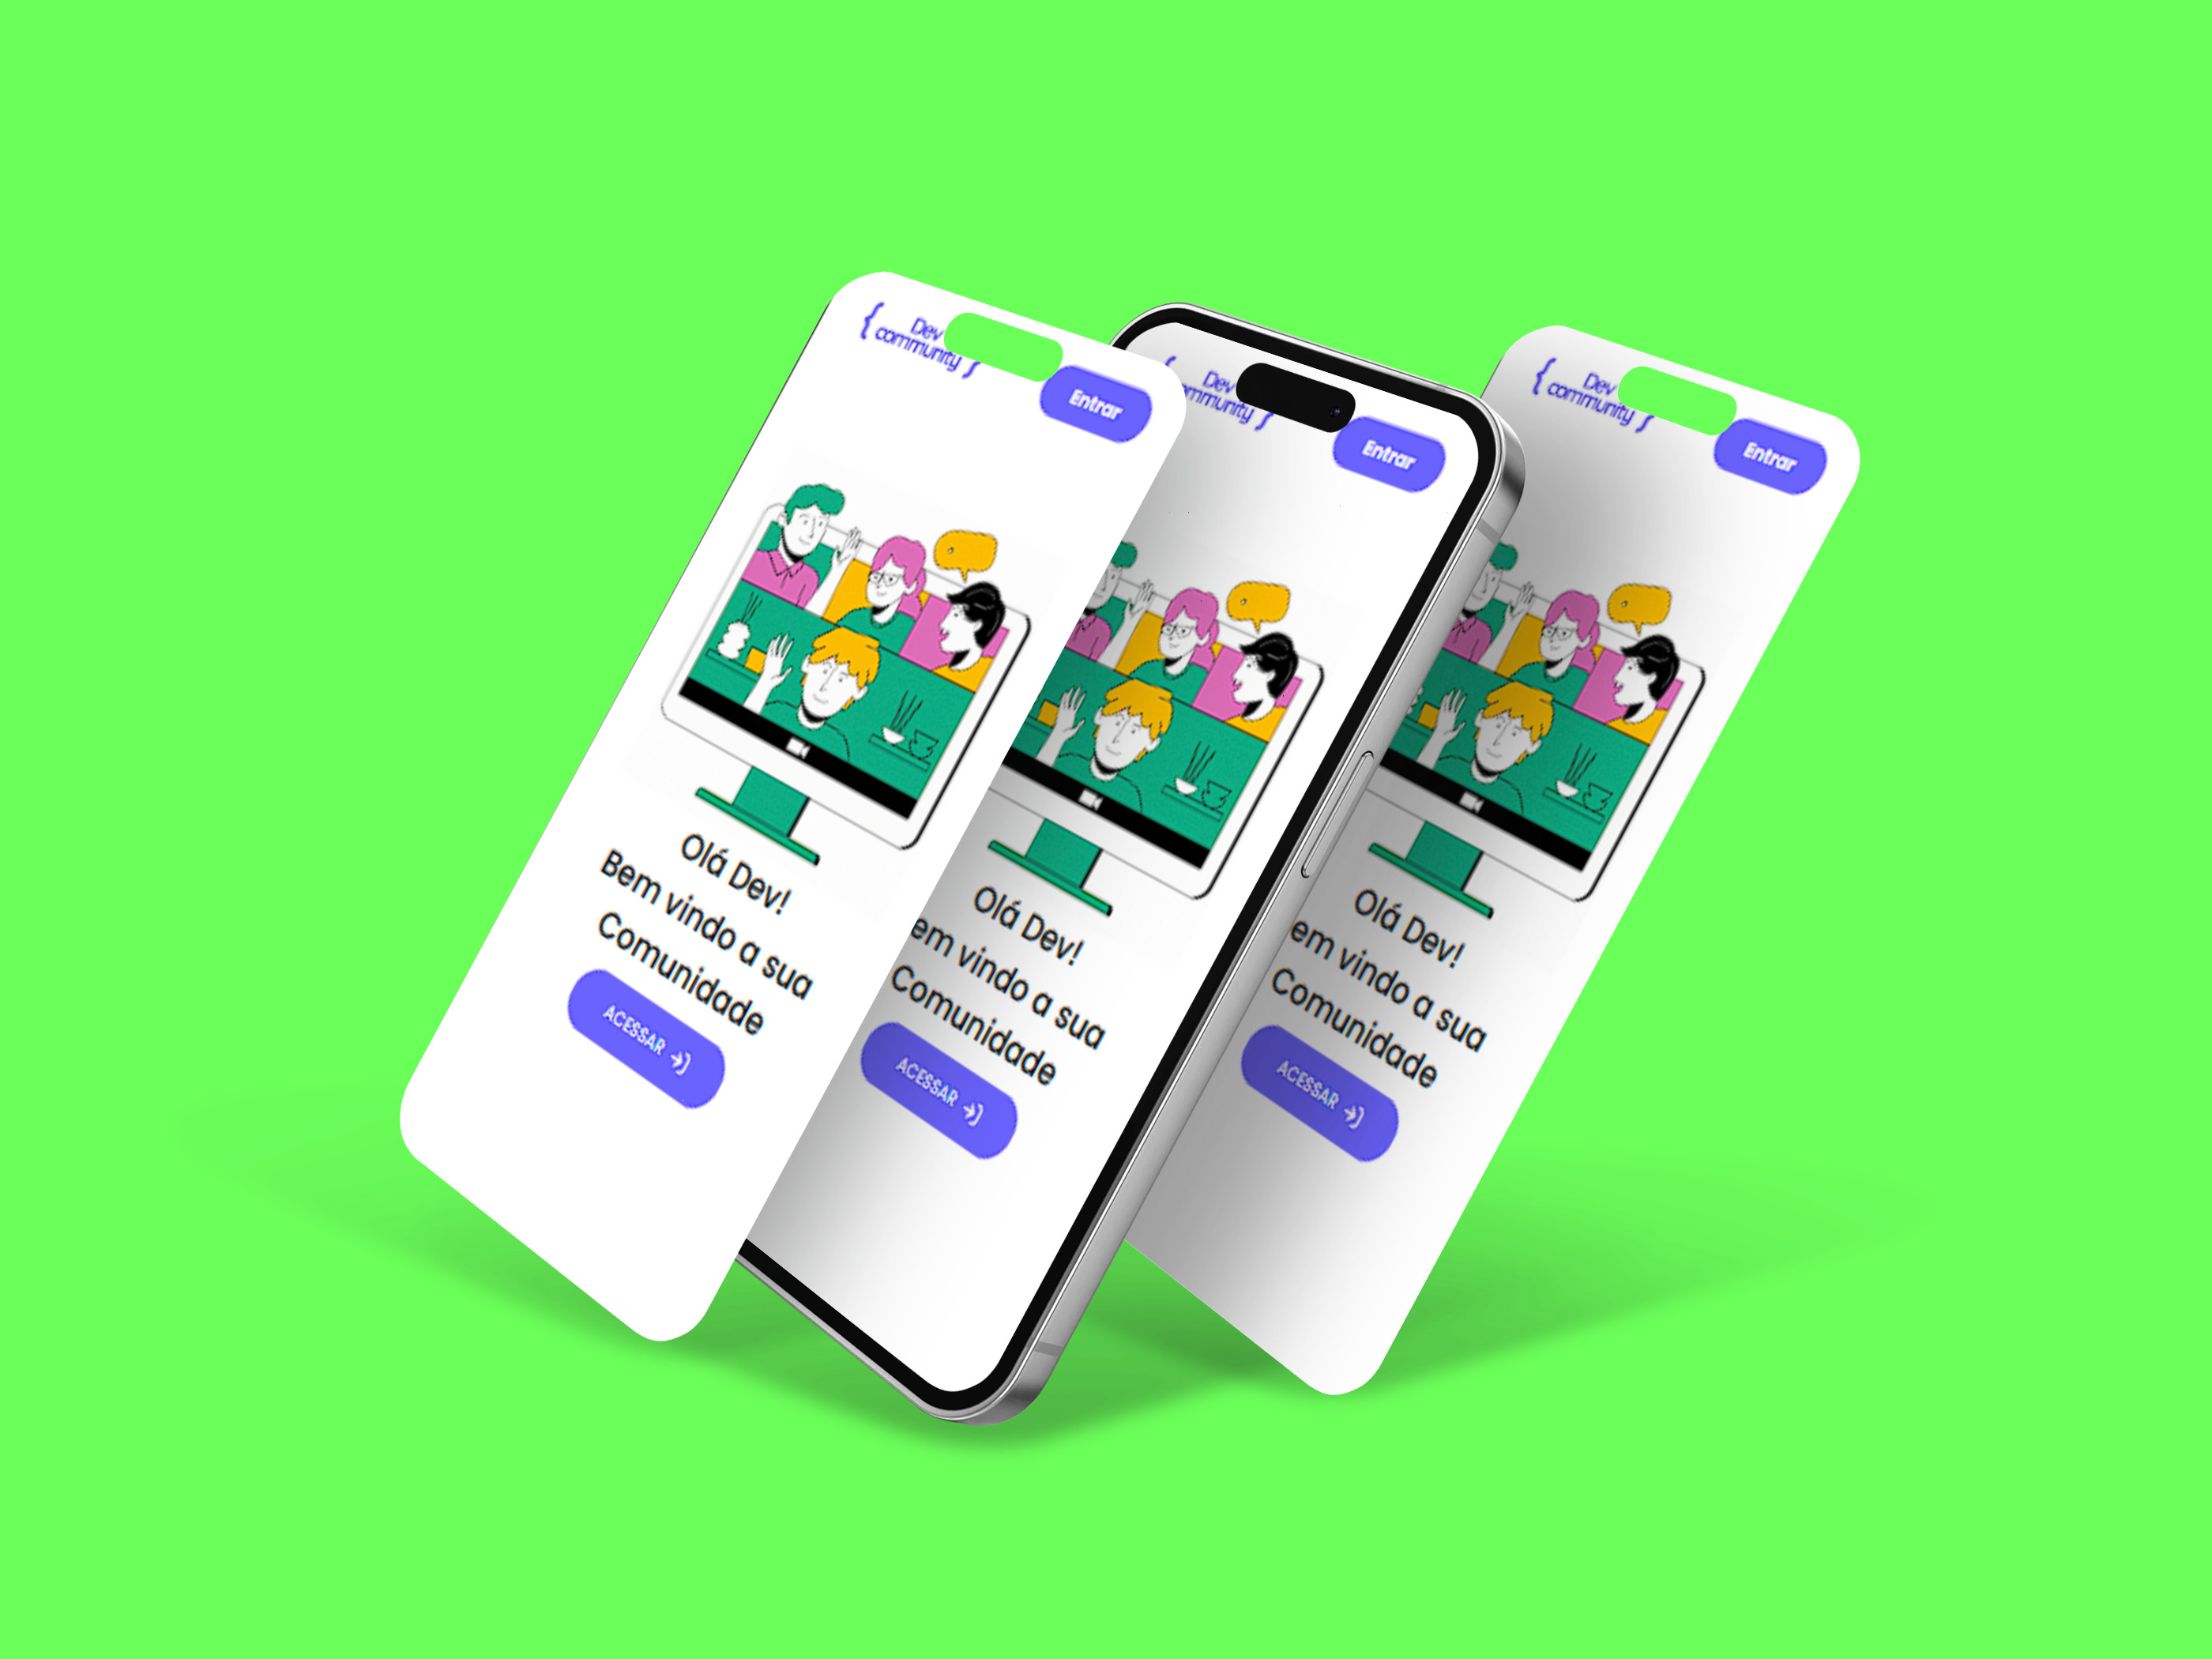 { Dev
community }
Entrar
Olá Dev!
Bem vindo a sua
Comunidade
ACESSAR
Dev
mmunity }
Entrar
Olá Dev!
em vindo a sua
Comunidade
ACESSAR
{ Dev
community }
Entrar
Olá Dev!
em vindo a sua
Comunidade
ACESSAR